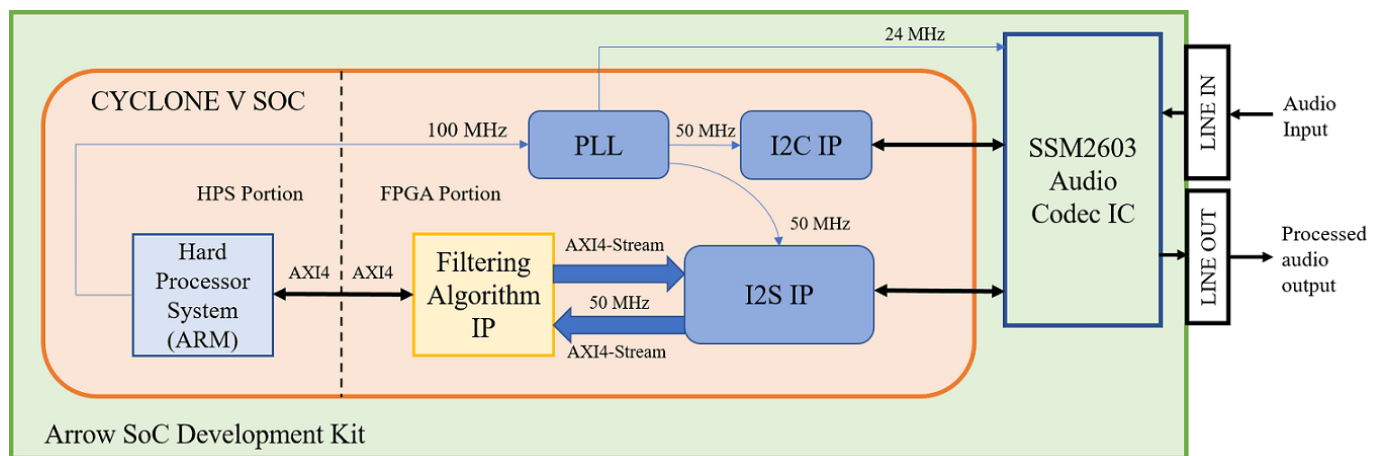 24 MHz
CYCLONE V SOC
100 MHz
PLL
50 MHz
I2C IP
SSM2603
Audio
Codec IC
LINE IN
Audio
Input
HPS Portion
FPGA Portion
50 MHz
Hard
Processor
System
(ARM)
AXI4
AXI4
Filtering
Algorithm
IP
AXI4-Stream
50 MHz
AXI4-Stream
I2S IP
LINE OUT
Processed
audio
output
Arrow SoC Development Kit